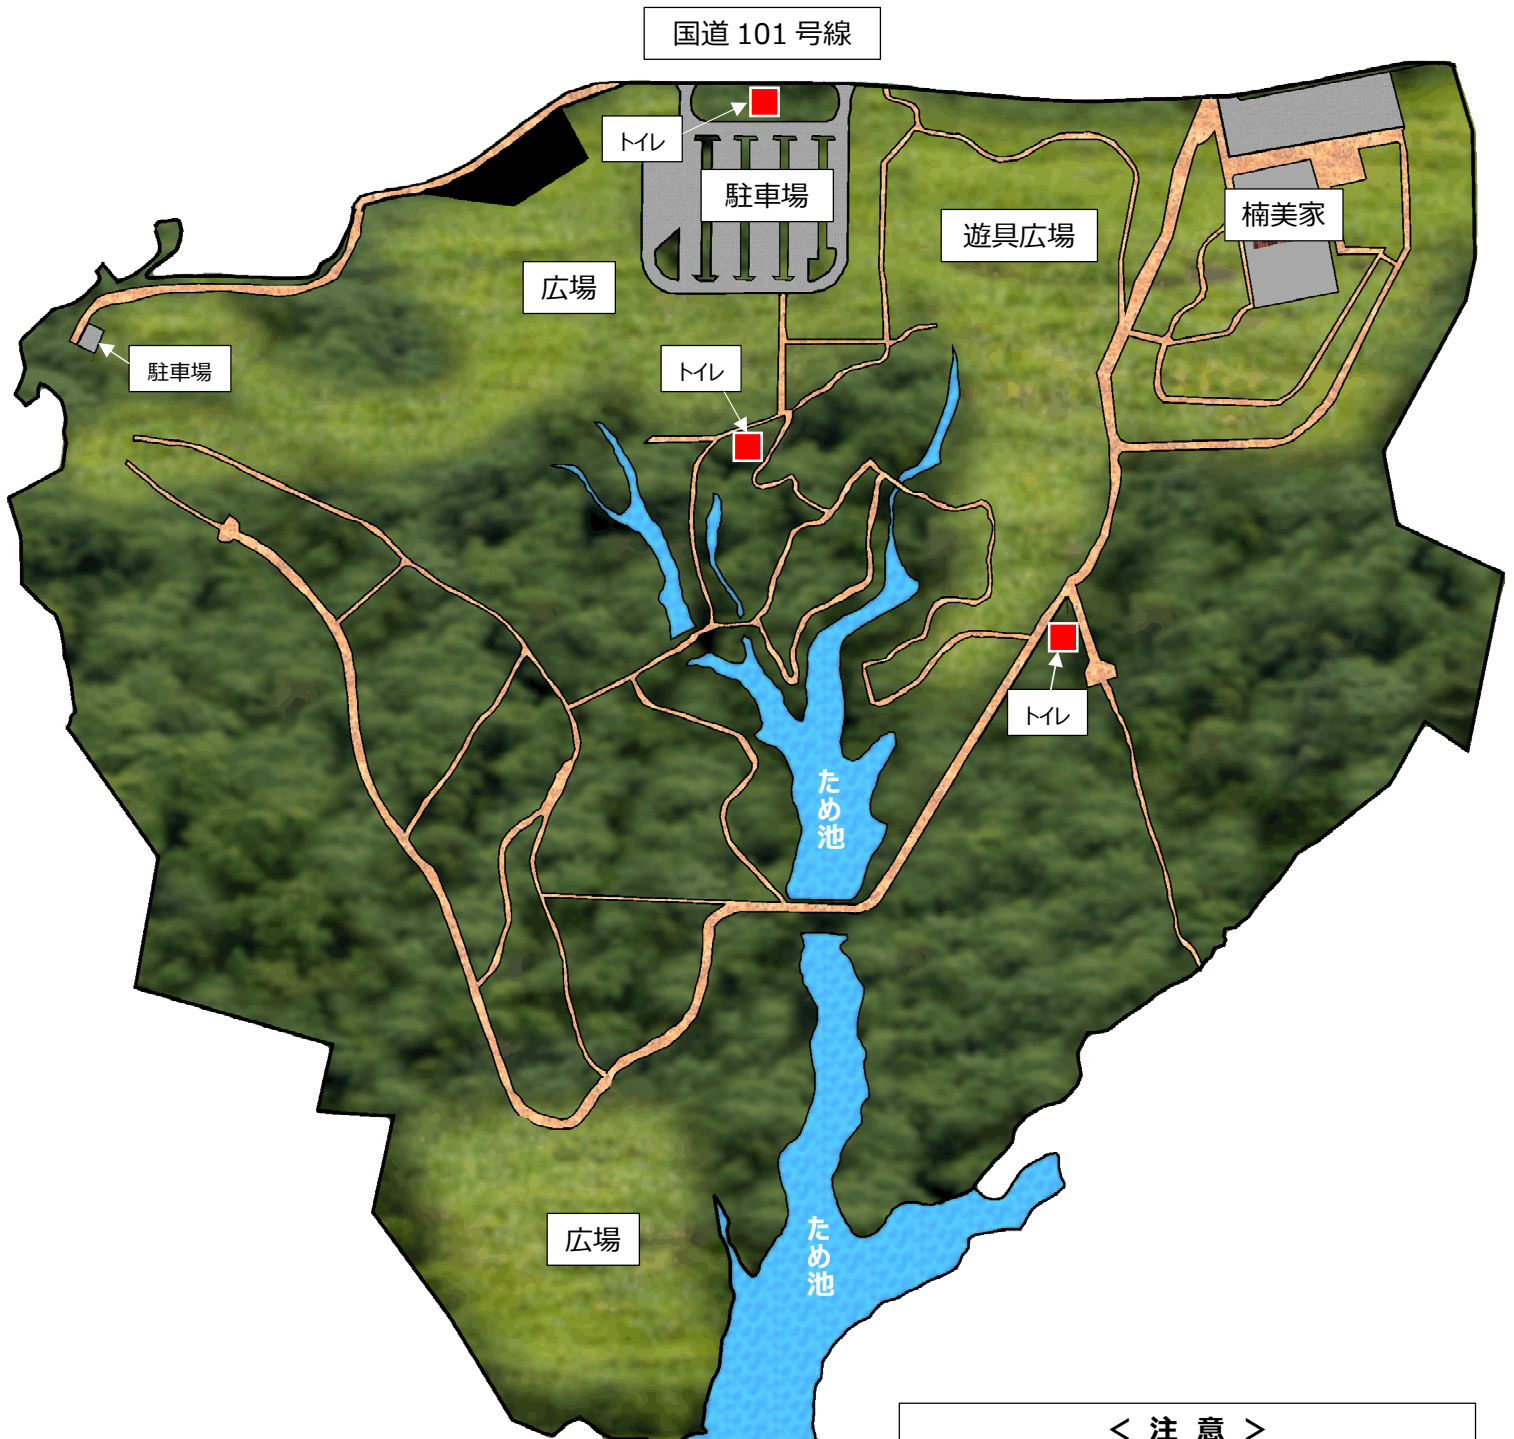 国道 101 号線
トイレ
駐車場
楠美家
遊具広場
広場
駐車場
トイレ
トイレ
ため池
ため池
広場
< 注 意 >